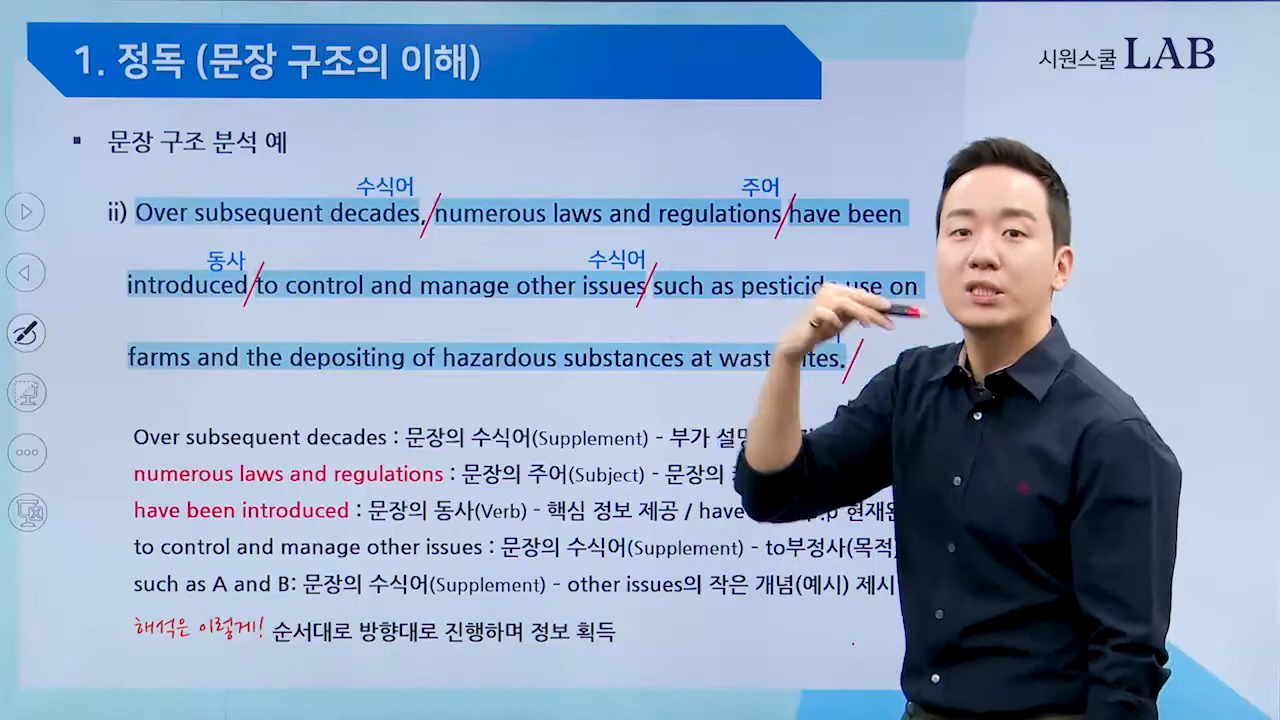 1. 정독 (문장 구조의 이해)
시원스쿨 LAB
문장 구조 분석 예
수식어 주어
ii) Over subsequent decades, numerous laws and regulations have been
동사 수식어
introduced to control and manage other issues such as pesticide use on
farms and the depositing of hazardous substances at
Over subsequent decades : 문장의 수식어(Supplement) - 부가
numerous laws and regulations : 문장의 주어(Subject) - 문장의
have been introduced : 문장의 동사(Verb) - 핵심 정보 제공 / have
to control and manage other issues : 문장의 수식어(Supplement) - to부정사(목적)
such as A and B: 문장의 수식어(Supplement) - other issues의 작은 개념(예시) 제시
해석은 이렇게! 순서대로 방향대로 진행하며 정보 획득